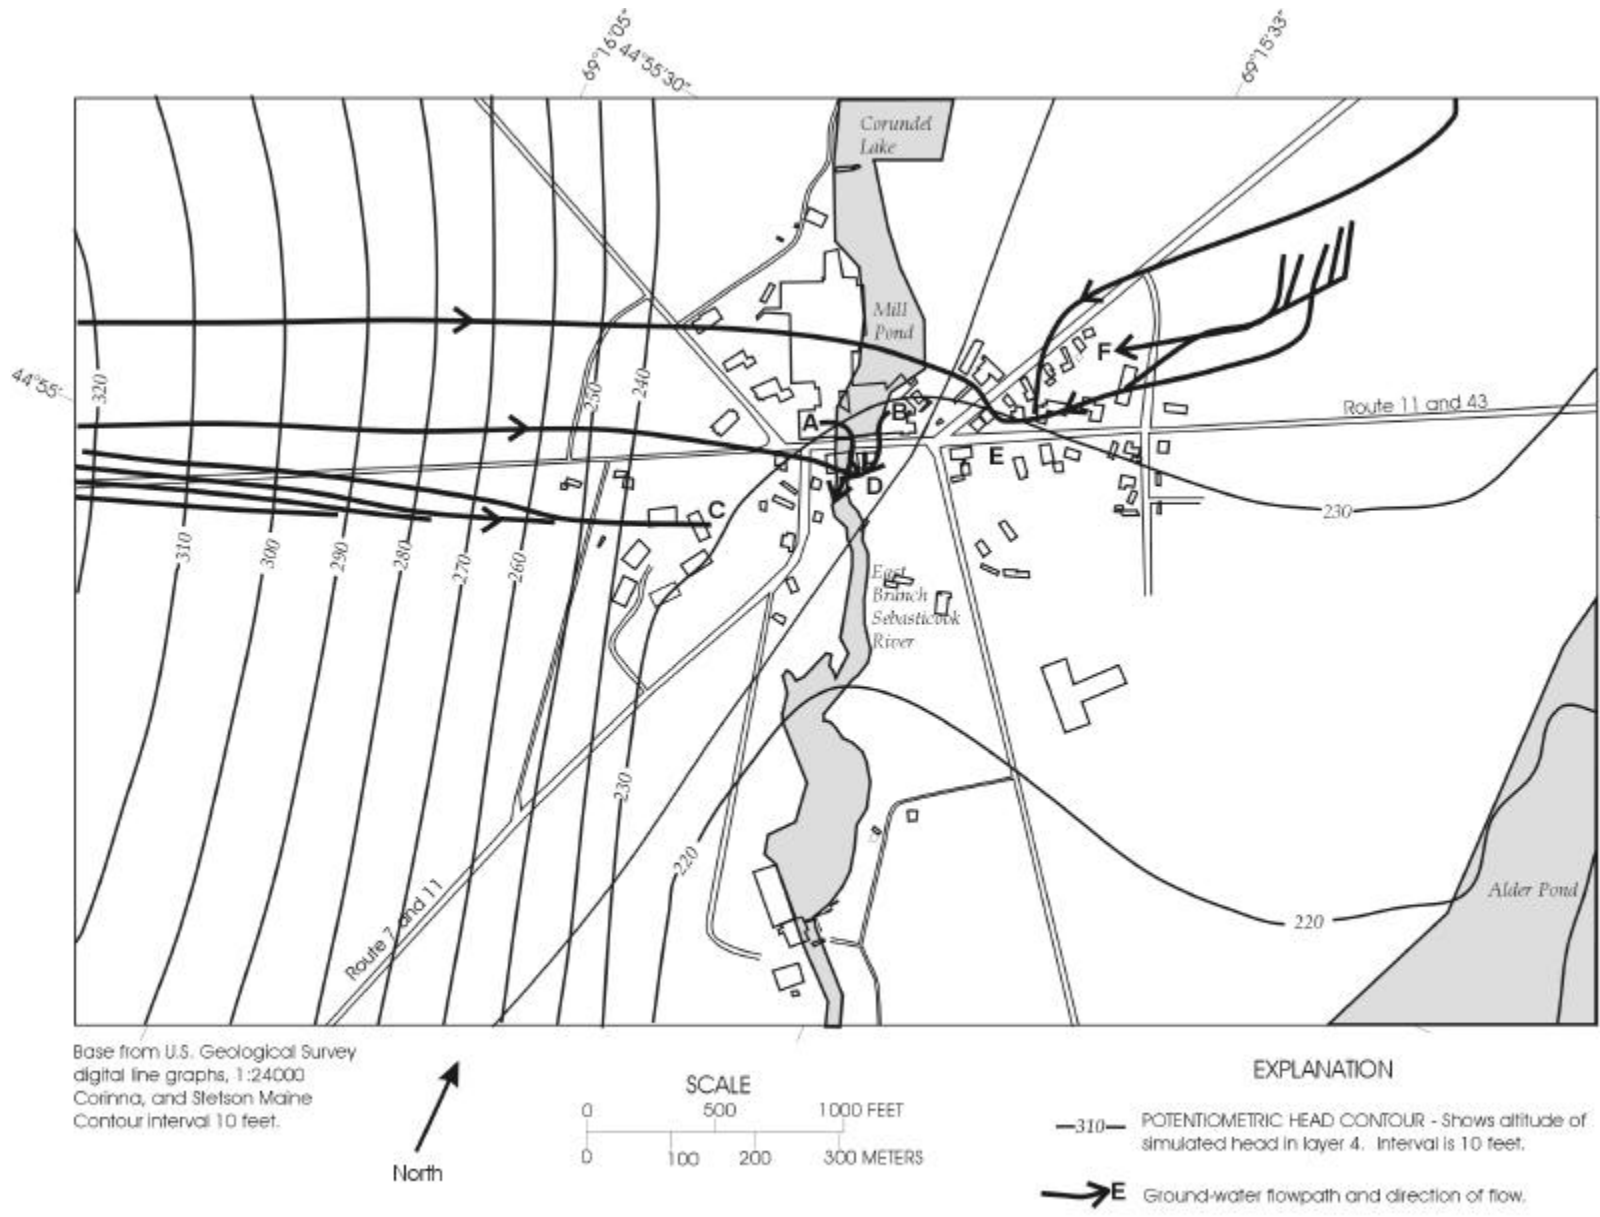 69°16'05"
44°55'30"
69°15'33"
Corundel
Lake
Mill
Pond
F
44°55'
320
250
240
Route 11 and 43
A
B
E
D
C
230
310
300
290
280
270
260
East
Branch
Sebasticook
River
230
220
Route 7 and 11
Alder Pond
220
Base from U.S. Geological Survey
digital line graphs, 1:24000
Corinna, and Stetson Maine
Contour interval 10 feet.
North
SCALE
0 500 1000 FEET
0 100 200 300 METERS
EXPLANATION
310 POTENTIOMETRIC HEAD CONTOUR - Shows altitude of
simulated head in layer 4. Interval is 10 feet.
E Ground-water flowpath and direction of flow.